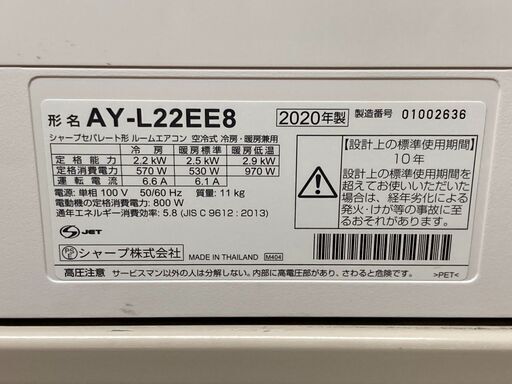 形名 AY-L22EE8 2020年製 製造番号 01002636
シャープセパレート形 ルームエアコン 空冷式 冷房・暖房兼用
冷房 暖房標準 暖房低温
定格能力 2.2 kW 2.5 kW 2.9 kW
定格消費電力 570 W 530 W 970 W
運転電流 6.6 A 6.1 A
電源: 単相 100 V 50/60 Hz 質量: 11 kg
電動機の定格消費電力: 800 W
通年エネルギー消費効率: 5.8 (JIS C 9612 : 2013)
【設計上の標準使用期間】
10年
設計上の標準使用期間を
超えてお使いいただいた
場合は、経年劣化による
発火・けが等の事故に至
るおそれがあります。
S JET
PSE シャープ株式会社 MADE IN THAILAND M404
高圧注意 サービスマン以外の人は分解しない。内部に高電圧部があり、さわると危険。
>PET<